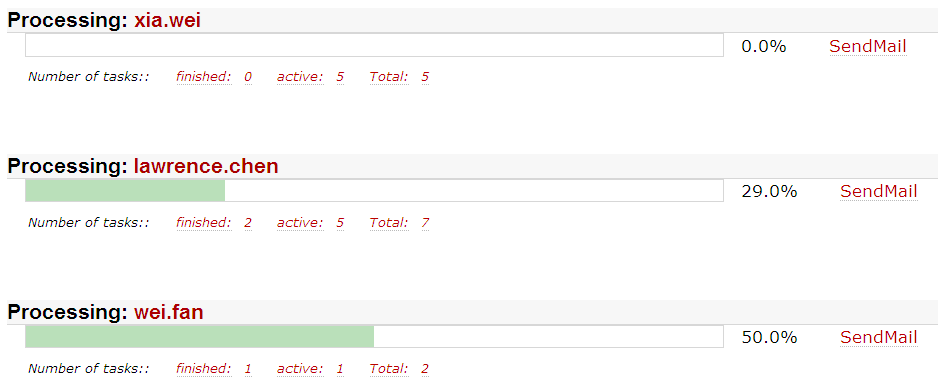 Processing: xia.wei
0.0% SendMail
Number of tasks:: finished: 0 active: 5 Total: 5
Processing: lawrence.chen
29.0% SendMail
Number of tasks:: finished: 2 active: 5 Total: 7
Processing: wei.fan
50.0% SendMail
Number of tasks:: finished: 1 active: 1 Total: 2